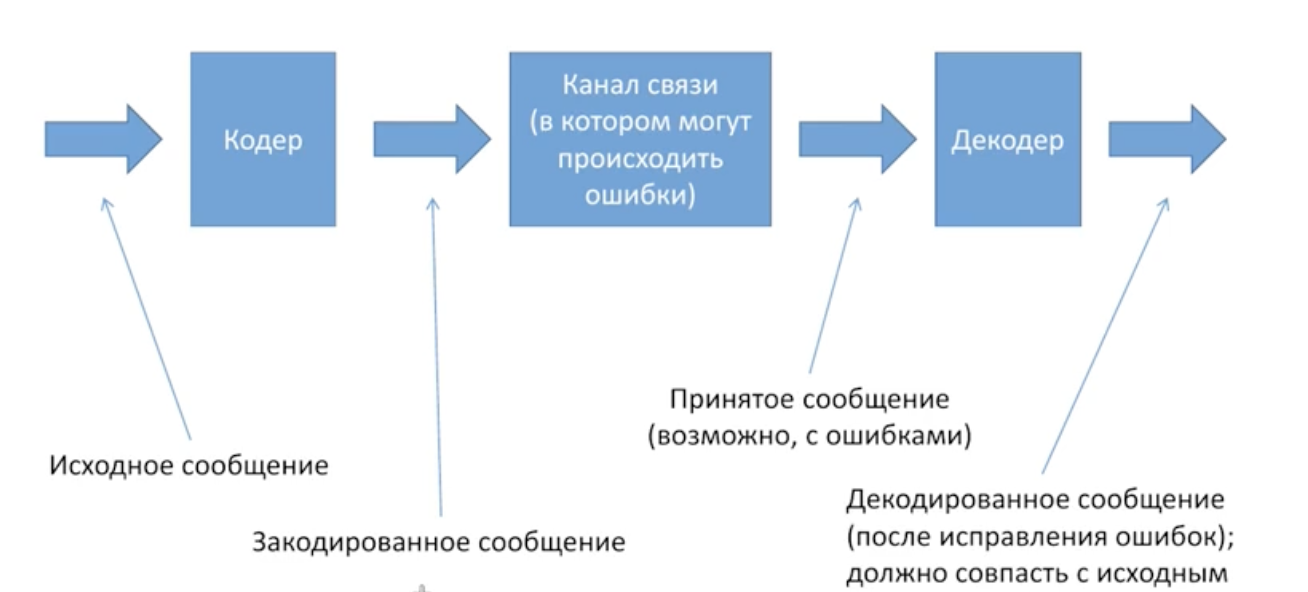 Кодер
Канал связи
(в котором могут
происходить
ошибки)
Декодер
Исходное сообщение
Закодированное сообщение
Принятое сообщение
(возможно, с ошибками)
Декодированное сообщение
(после исправления ошибок);
должно совпасть с исходным